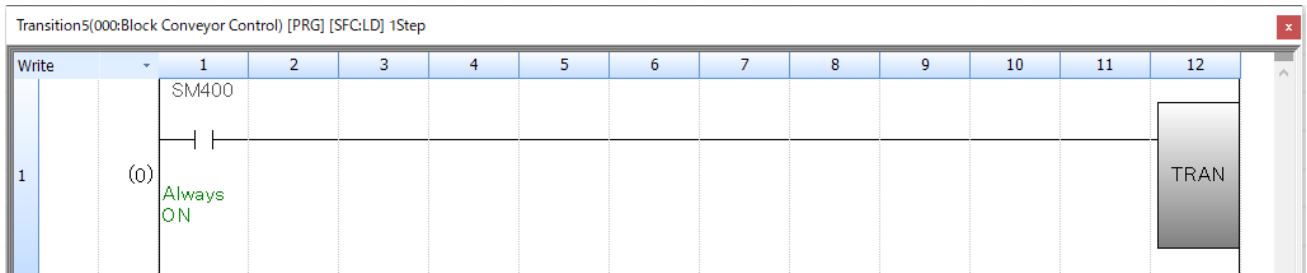 Transition5(000:Block Conveyor Control) [PRG] [SFC:LD] 1Step
x
Write 1 2 3 4 5 6 7 8 9 10 11 12
SM400
1 (0) TRAN
Always
ON